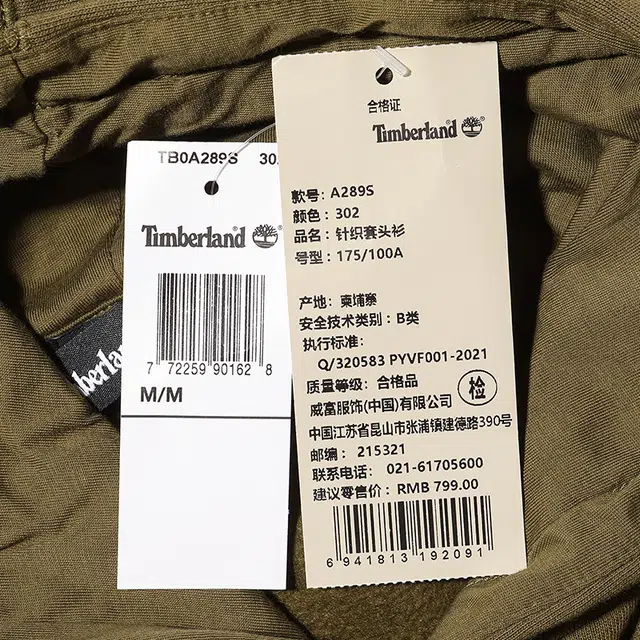 TB0A289S 30
Timberland
7 72259 90162 8
M/M
合格证
Timberland
款号：A289S
颜色：302
品名：针织套头衫
号型：175/100A
产地：柬埔寨
安全技术类别：B类
执行标准：
Q/320583 PYVF001-2021
质量等级：合格品
检
威富服饰(中国)有限公司
中国江苏省昆山市张浦镇建德路390号
邮编：215321
联系电话：021-61705600
建议零售价：RMB 799.00
6 941813 192091